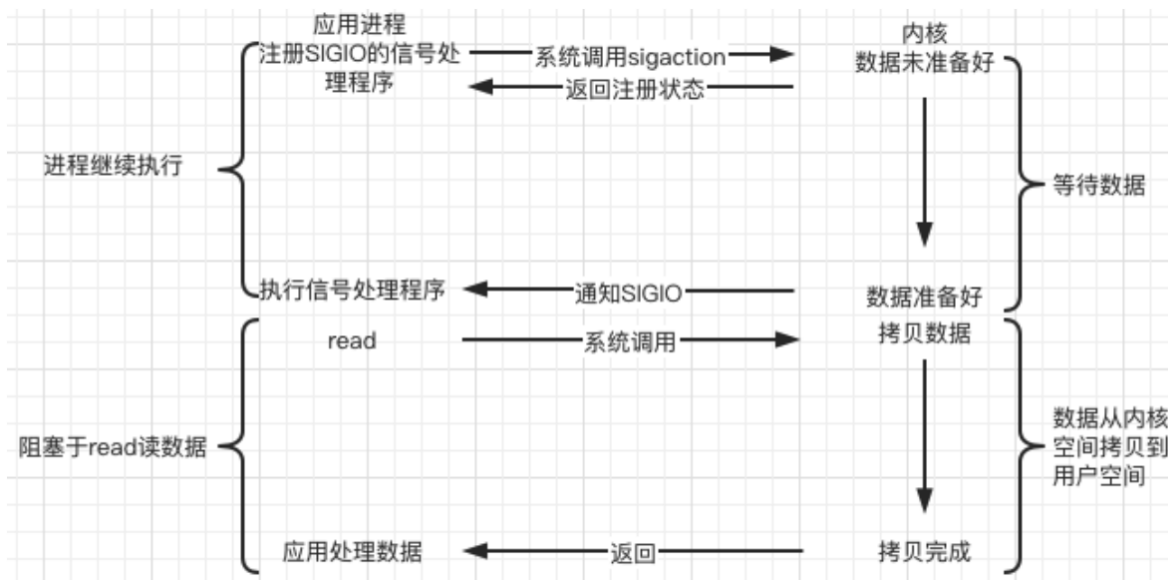 应用进程
内核
注册SIGIO的信号处
理程序
系统调用sigaction
数据未准备好
返回注册状态
进程继续执行
等待数据
执行信号处理程序
通知SIGIO
数据准备好
read
系统调用
拷贝数据
阻塞于read读数据
数据从内核
空间拷贝到
用户空间
应用处理数据
返回
拷贝完成